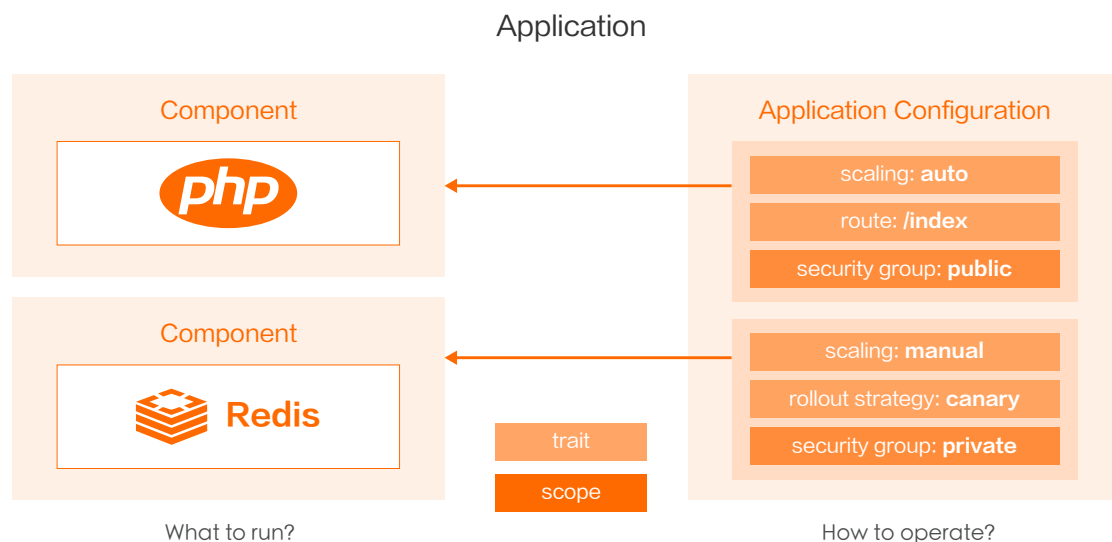 Application
Component
php
Component
Redis
What to run?
trait
scope
Application Configuration
scaling: auto
route: /index
security group: public
scaling: manual
rollout strategy: canary
security group: private
How to operate?